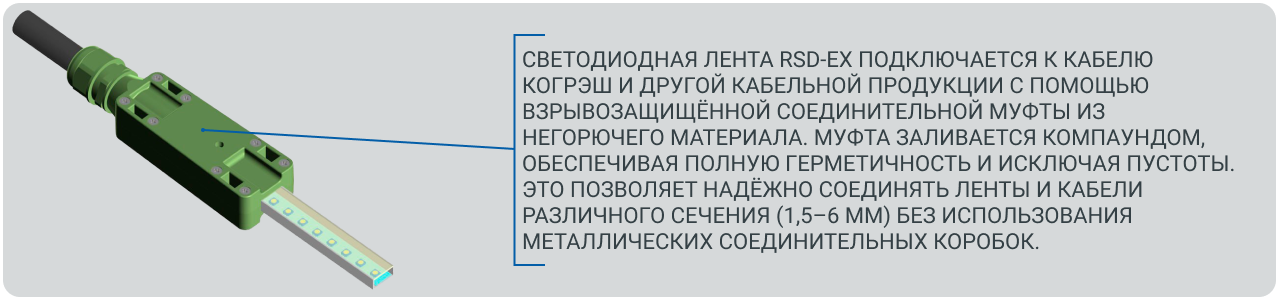 СВЕТОДИОДНАЯ ЛЕНТА RSD-EX ПОДКЛЮЧАЕТСЯ К КАБЕЛЮ
КОГРЭШ И ДРУГОЙ КАБЕЛЬНОЙ ПРОДУКЦИИ С ПОМОЩЬЮ
ВЗРЫВОЗАЩИЩЁННОЙ СОЕДИНИТЕЛЬНОЙ МУФТЫ ИЗ
НЕГОРЮЧЕГО МАТЕРИАЛА. МУФТА ЗАЛИВАЕТСЯ КОМПАУНДОМ,
ОБЕСПЕЧИВАЯ ПОЛНУЮ ГЕРМЕТИЧНОСТЬ И ИСКЛЮЧАЯ ПУСТОТЫ.
ЭТО ПОЗВОЛЯЕТ НАДЁЖНО СОЕДИНЯТЬ ЛЕНТЫ И КАБЕЛИ
РАЗЛИЧНОГО СЕЧЕНИЯ (1,5–6 ММ) БЕЗ ИСПОЛЬЗОВАНИЯ
МЕТАЛЛИЧЕСКИХ СОЕДИНИТЕЛЬНЫХ КОРОБОК.